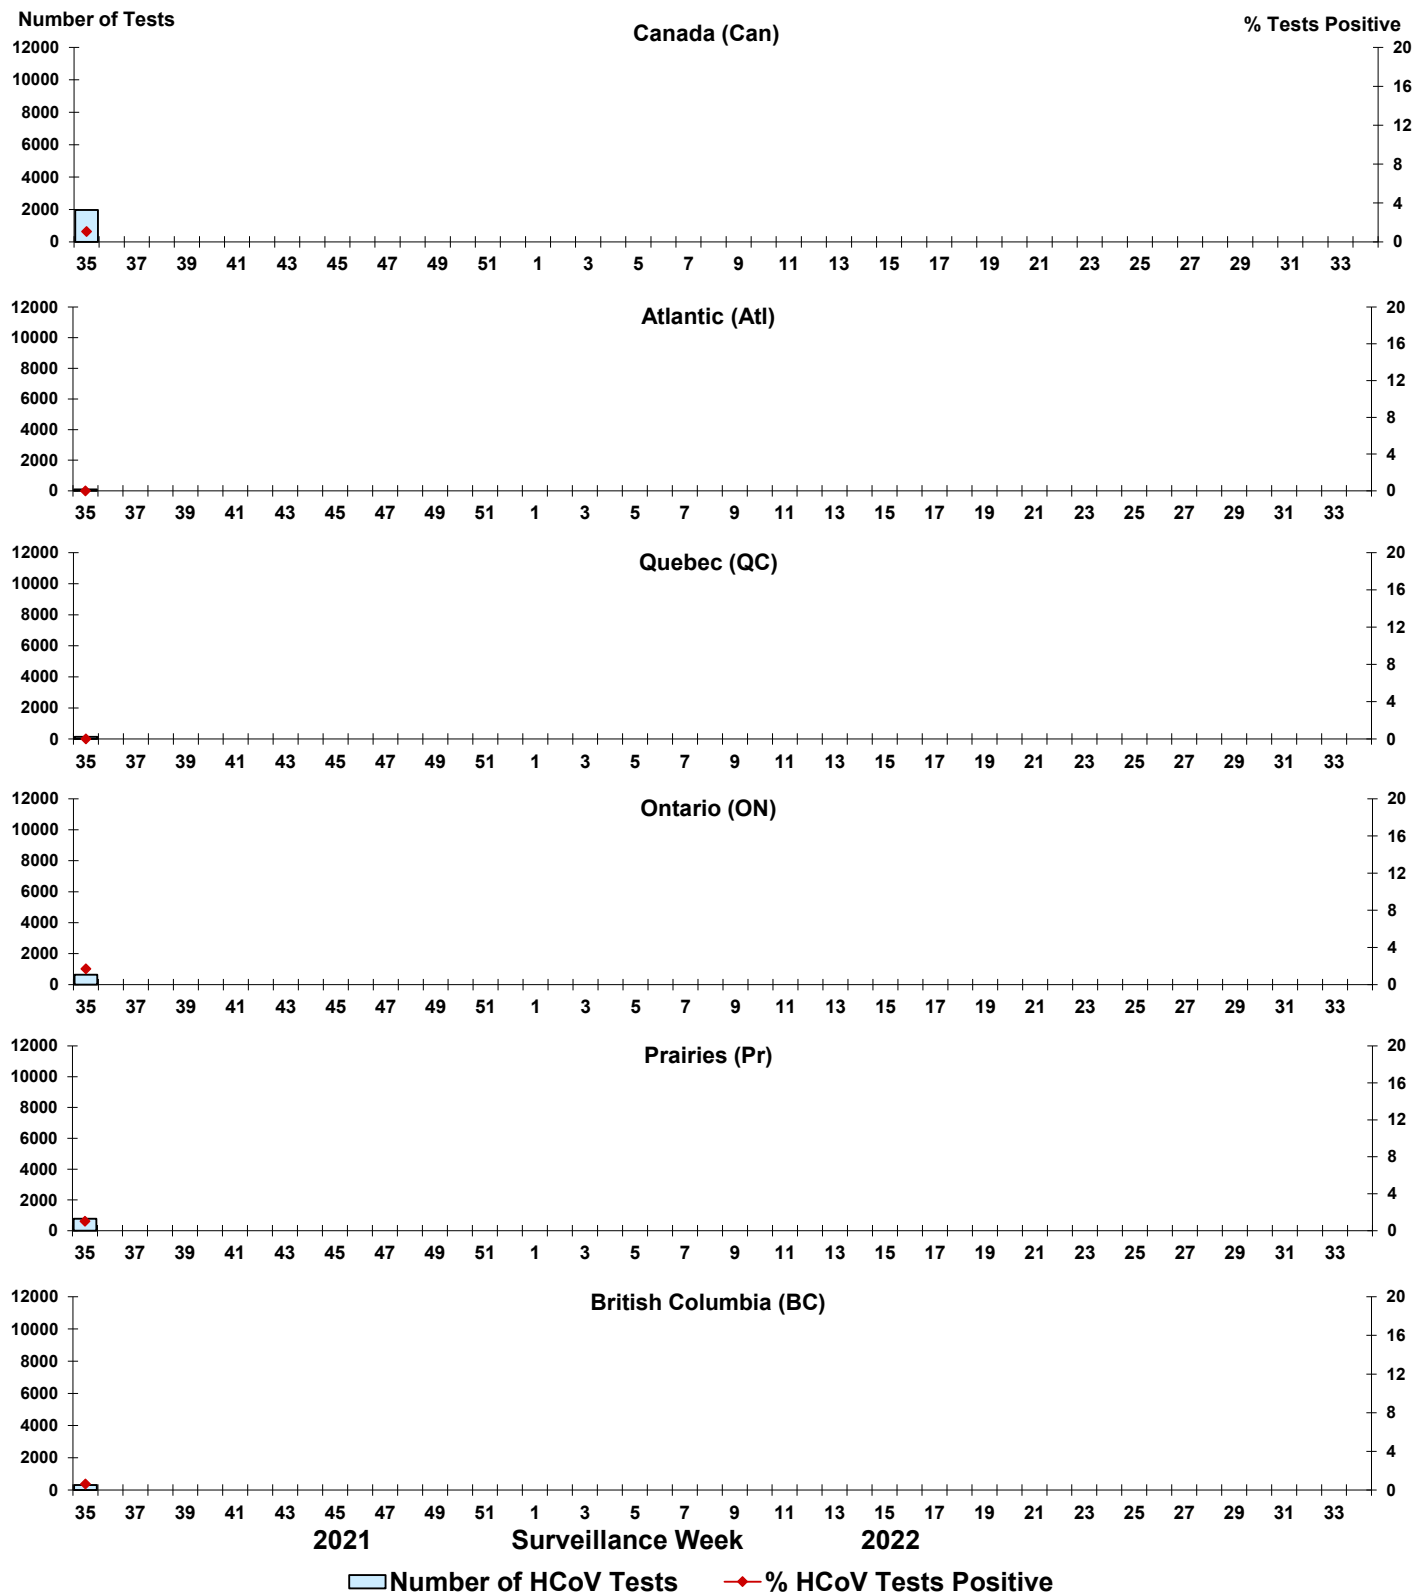 Number of Tests
Canada (Can)
% Tests Positive
12000 20
10000 16
8000 12
6000 8
4000 4
2000 0
0
35 37 39 41 43 45 47 49 51 1 3 5 7 9 11 13 15 17 19 21 23 25 27 29 31 33
Atlantic (Atl)
12000 20
10000 16
8000 12
6000 8
4000 4
2000 0
0
35 37 39 41 43 45 47 49 51 1 3 5 7 9 11 13 15 17 19 21 23 25 27 29 31 33
Quebec (QC)
12000 20
10000 16
8000 12
6000 8
4000 4
2000 0
0
35 37 39 41 43 45 47 49 51 1 3 5 7 9 11 13 15 17 19 21 23 25 27 29 31 33
Ontario (ON)
12000 20
10000 16
8000 12
6000 8
4000 4
2000 0
0
35 37 39 41 43 45 47 49 51 1 3 5 7 9 11 13 15 17 19 21 23 25 27 29 31 33
Prairies (Pr)
12000 20
10000 16
8000 12
6000 8
4000 4
2000 0
0
35 37 39 41 43 45 47 49 51 1 3 5 7 9 11 13 15 17 19 21 23 25 27 29 31 33
British Columbia (BC)
12000 20
10000 16
8000 12
6000 8
4000 4
2000 0
0
35 37 39 41 43 45 47 49 51 1 3 5 7 9 11 13 15 17 19 21 23 25 27 29 31 33
2021 Surveillance Week 2022
Number of HCoV Tests % HCoV Tests Positive